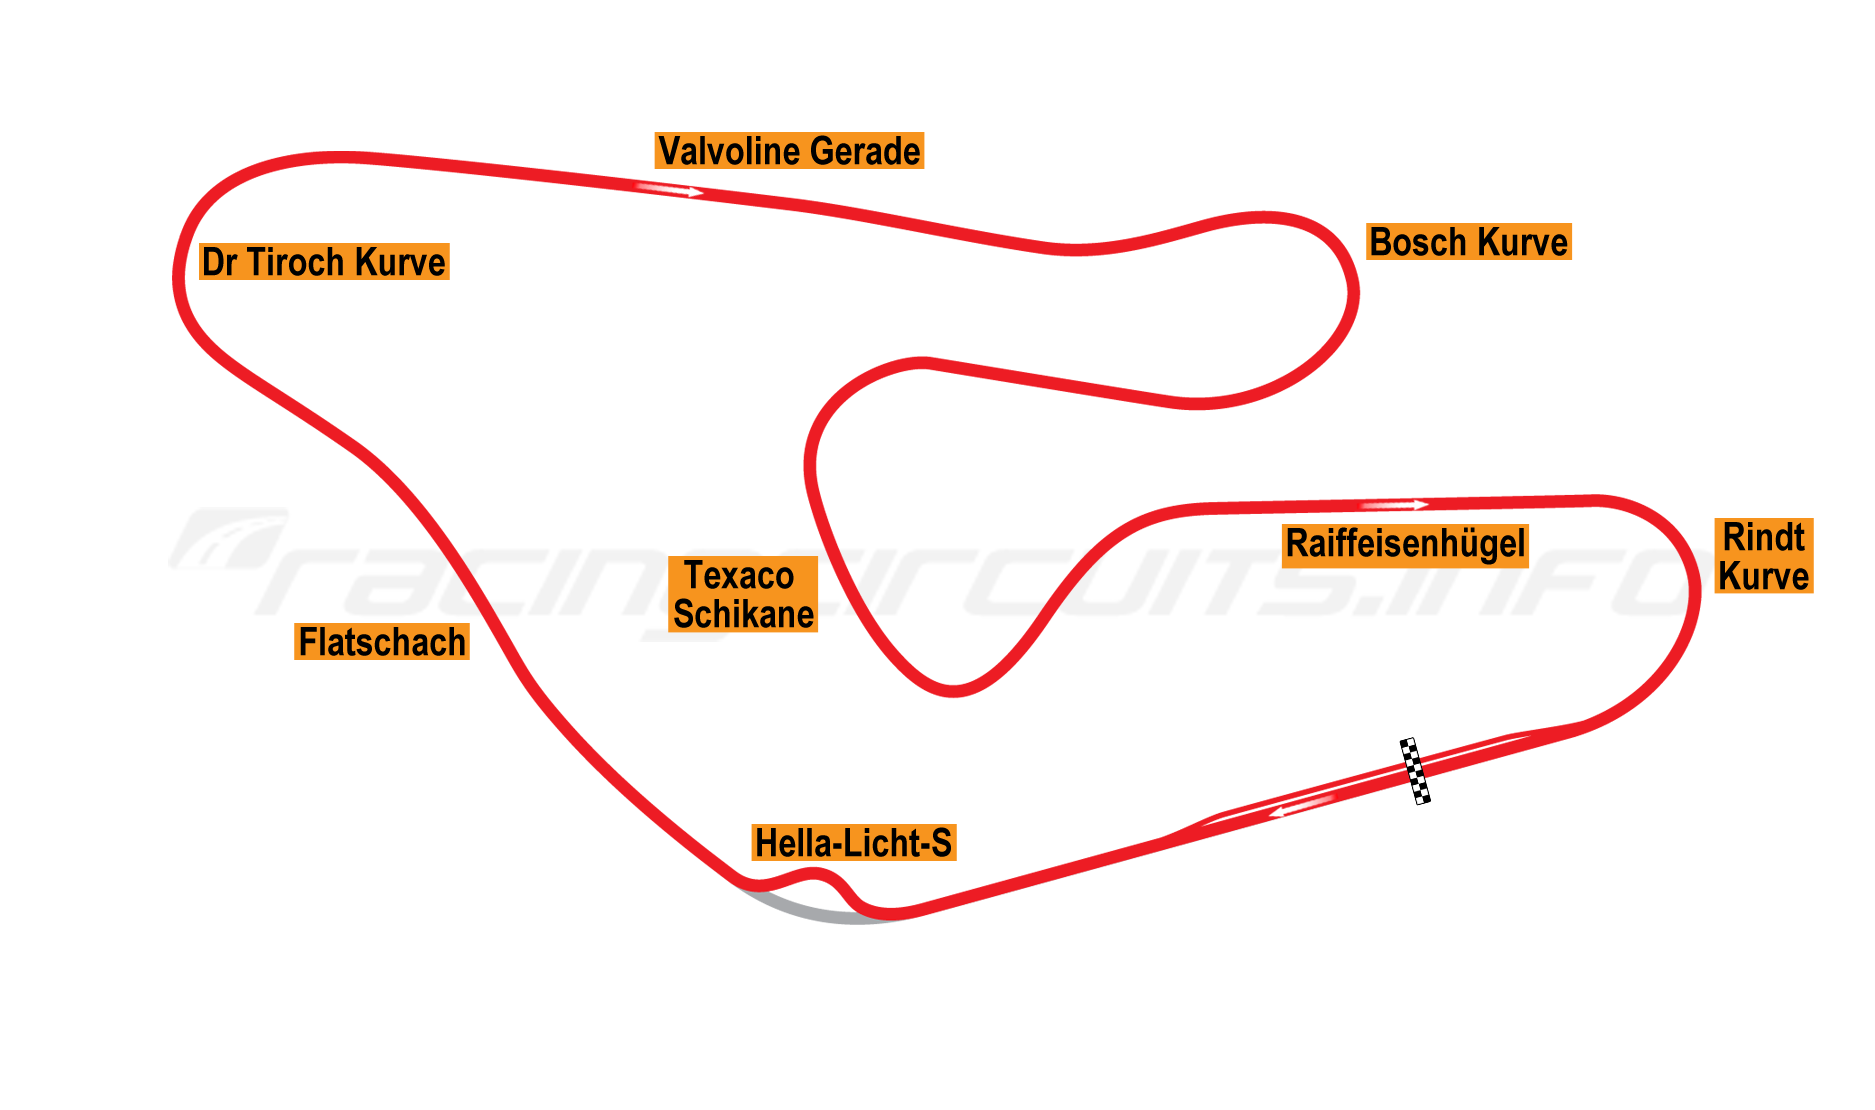 Valvoline Gerade
Bosch Kurve
Dr Tiroch Kurve
Raiffeisenhügel
Rindt
Kurve
Texaco
Schikane
racingcircuits.info
Flatschach
Hella-Licht-S